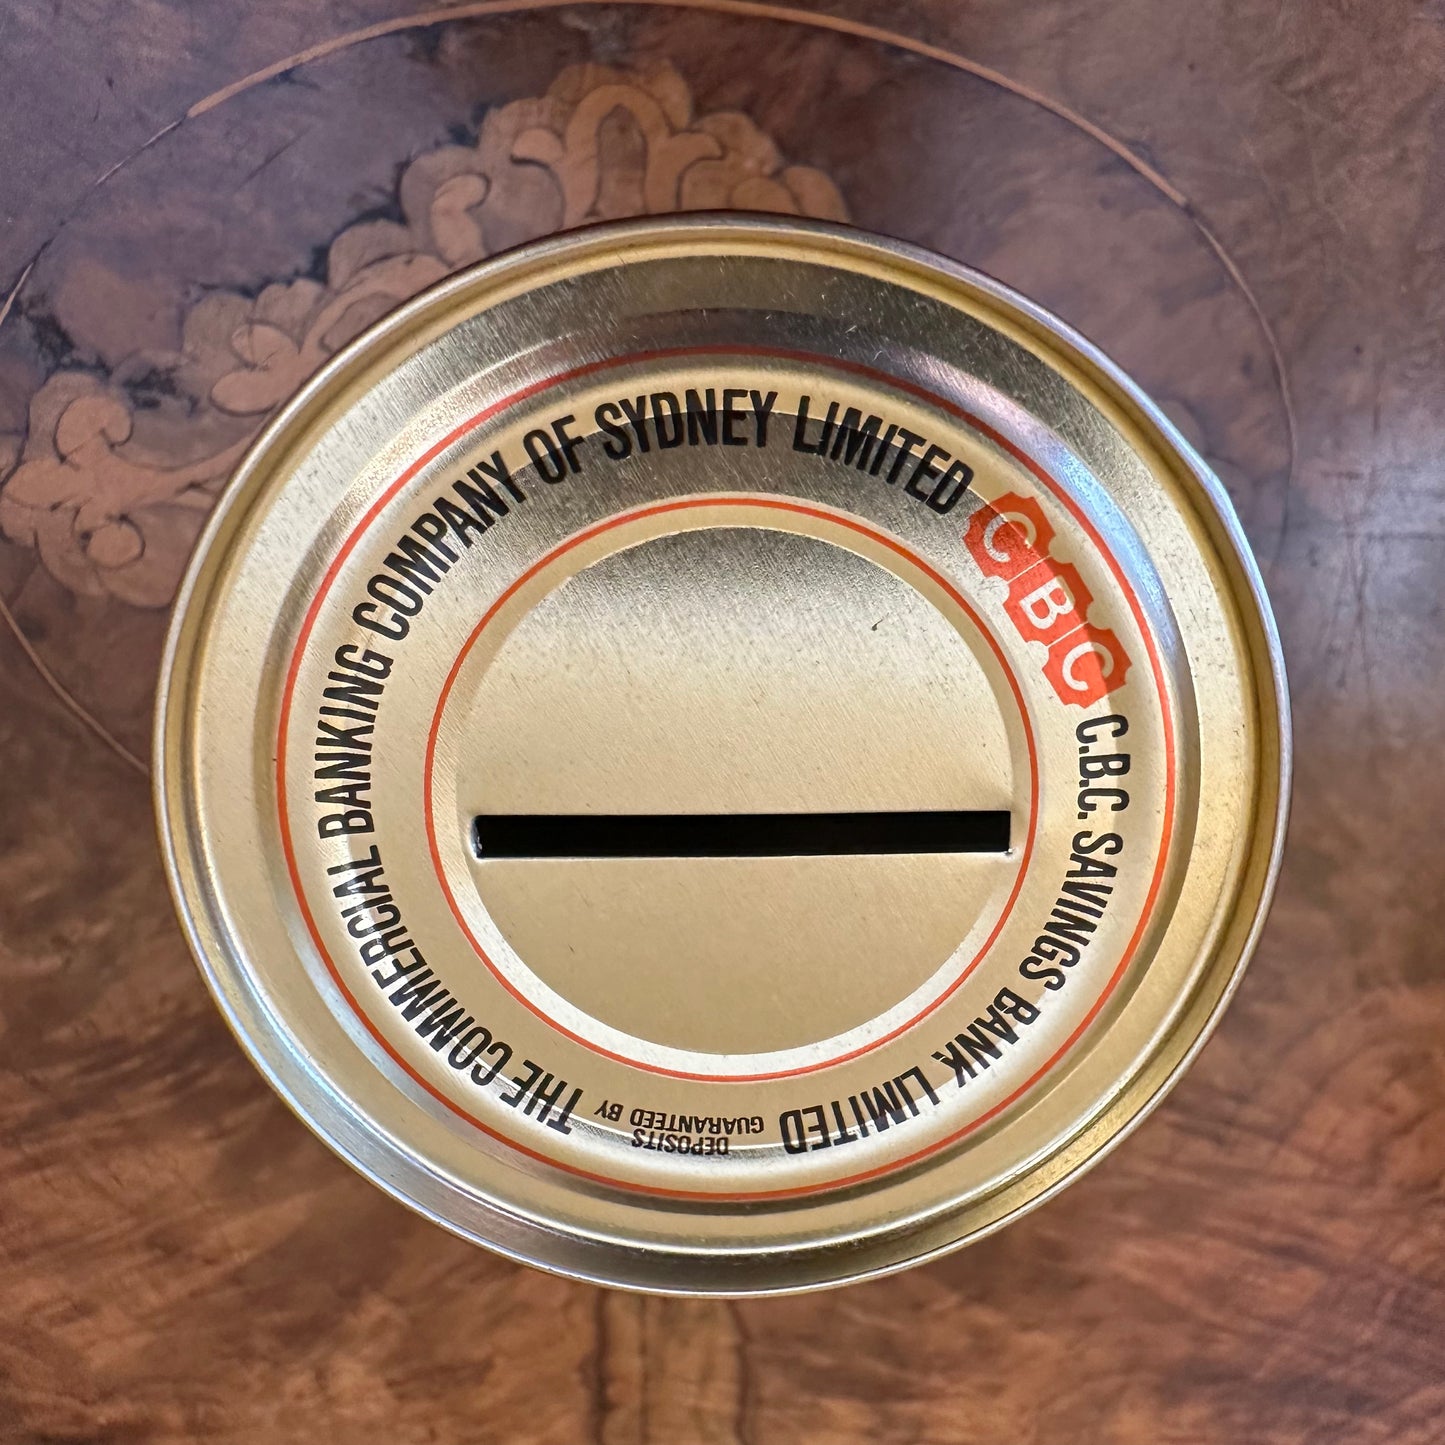 CBC
C.B.C. SAVINGS BANK LIMITED
DEPOSITS
GUARANTEED BY
THE COMMERCIAL BANKING COMPANY OF SYDNEY LIMITED